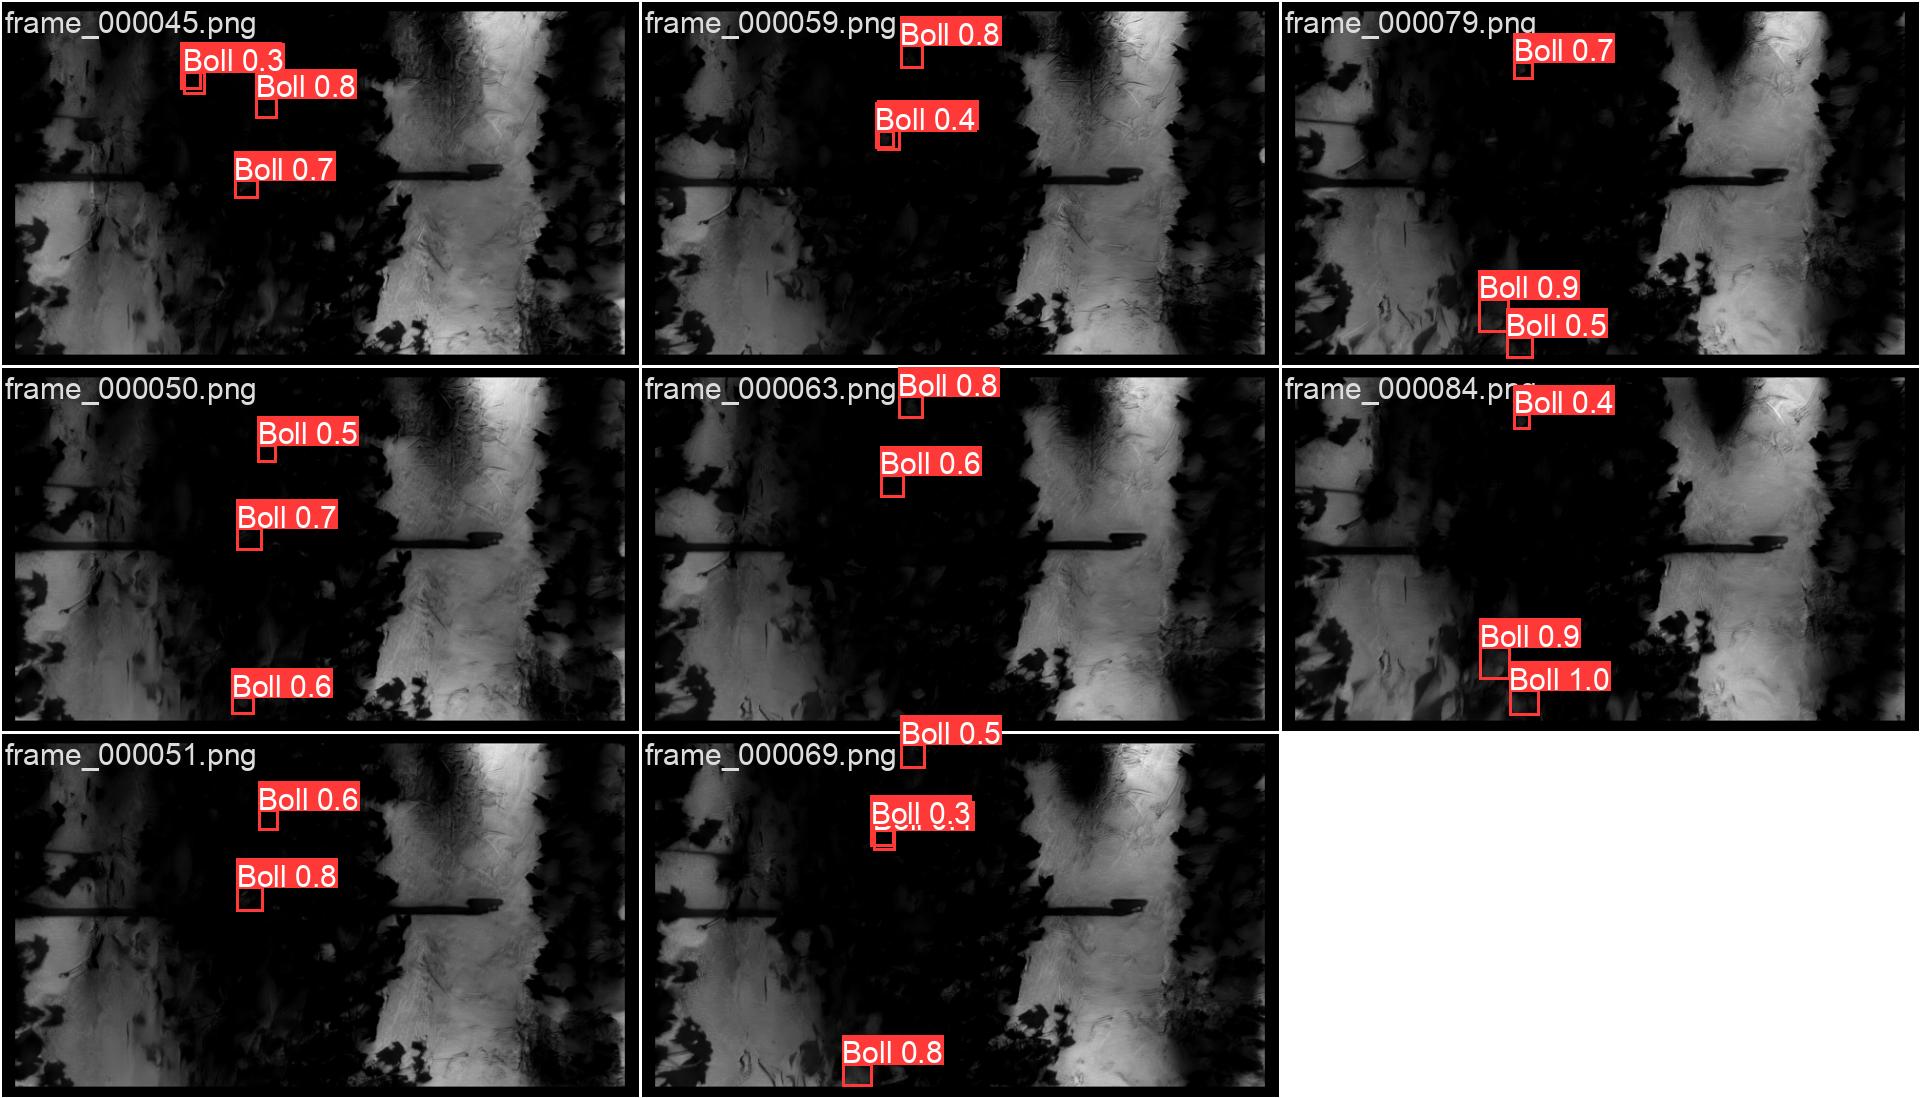 frame_000045.png
Boll 0.3
Boll 0.8
Boll 0.7
frame_000059.png
Boll 0.8
Boll 0.4
frame_000079.png
Boll 0.7
Boll 0.9
Boll 0.5
frame_000050.png
Boll 0.5
Boll 0.7
Boll 0.6
frame_000063.png
Boll 0.8
Boll 0.6
frame_000084.png
Boll 0.4
Boll 0.9
Boll 1.0
frame_000051.png
Boll 0.6
Boll 0.8
frame_000069.png
Boll 0.5
Boll 0.3
Boll 0.8